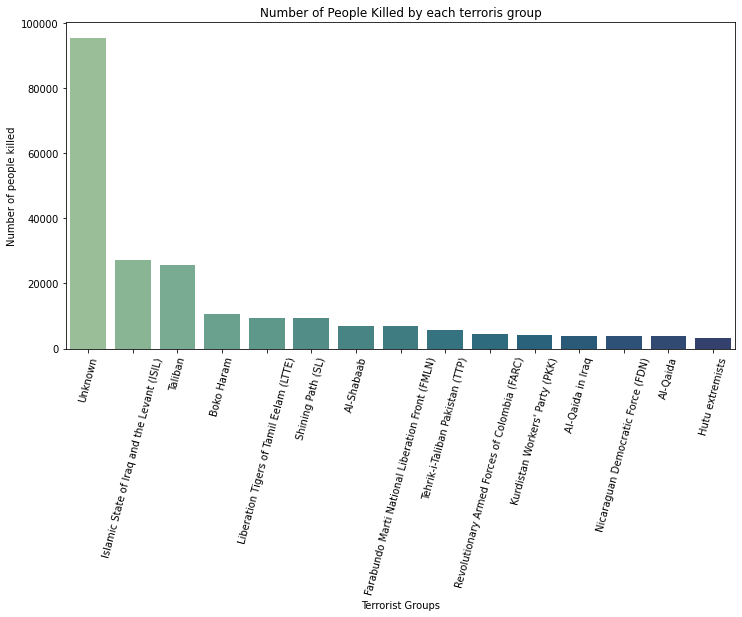 Number of People Killed by each terroris group
Number of people killed
100000
80000
60000
40000
20000
0
Unknown
Islamic State of Iraq and the Levant (ISIL)
Taliban
Boko Haram
Liberation Tigers of Tamil Eelam (LTTE)
Shining Path (SL)
Al-Shabaab
Farabundo Marti National Liberation Front (FMLN)
Tehrik-i-Taliban Pakistan (TTP)
Revolutionary Armed Forces of Colombia (FARC)
Kurdistan Workers' Party (PKK)
Al-Qaida in Iraq
Nicaraguan Democratic Force (FDN)
Al-Qaida
Hutu extremists
Terrorist Groups